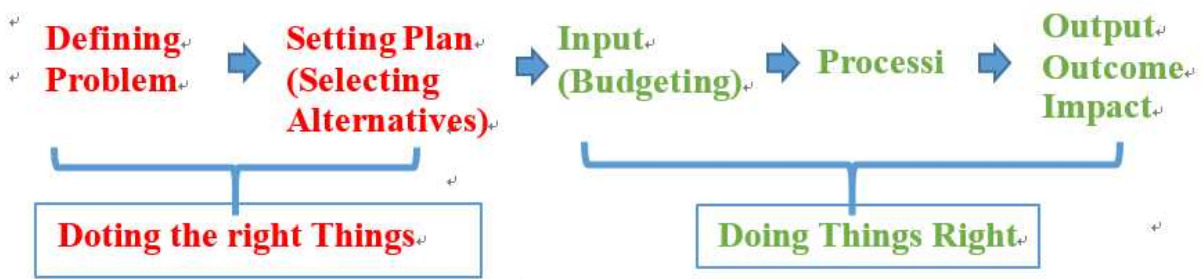 Defining
Problem
Setting Plan
(Selecting
Alternatives)
Input
(Budgeting)
Processi
Output
Outcome
Impact
Doting the right Things
Doing Things Right